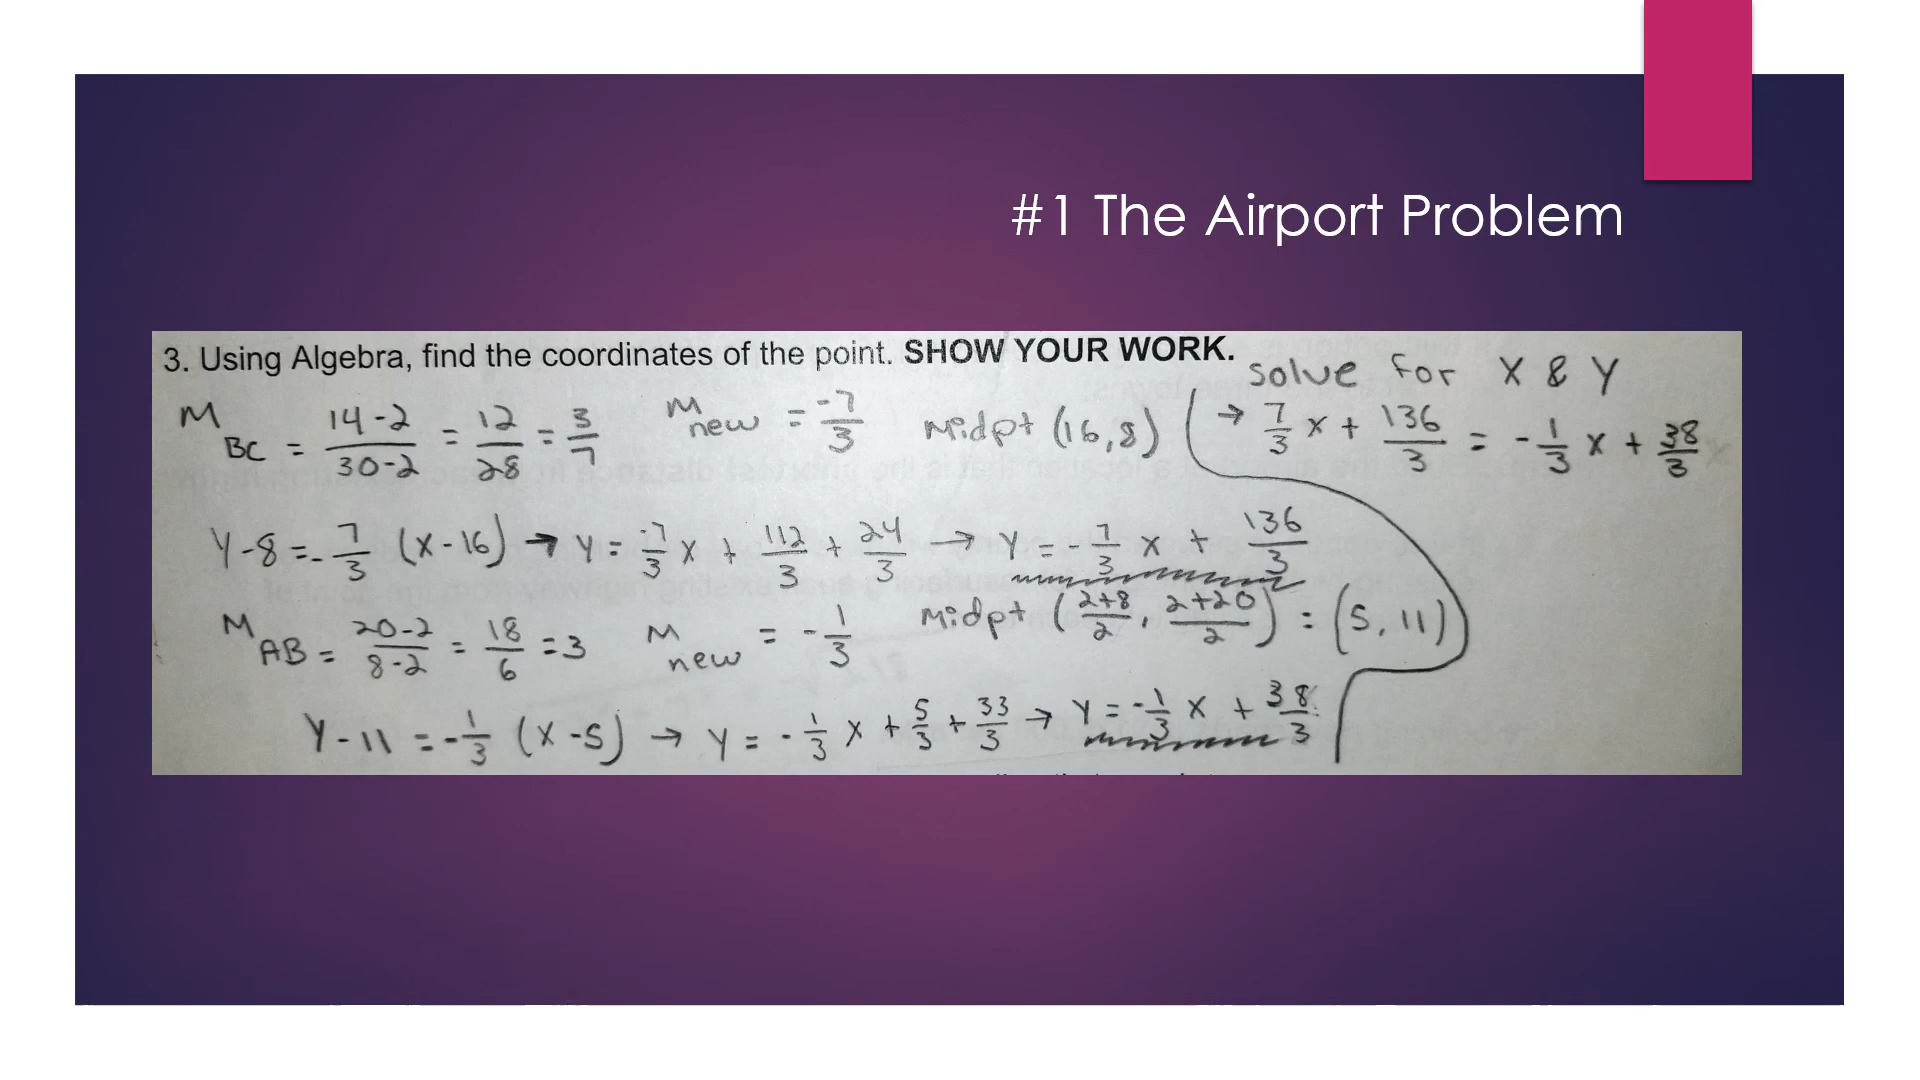 #1 The Airport Problem
3. Using Algebra, find the coordinates of the point. SHOW YOUR WORK.
solve for x & y
M BC = 14-2/30-2 = 12/28 = 3/7 m new = -7/3 Midpt (16,8)
→ 7/3 x + 136/3 = -1/3 x + 38/3
Y-8 = -7/3 (x-16) → y = -7/3 x + 112/3 + 24/3 → y = -7/3 x + 136/3
M AB = 20-2/8-2 = 18/6 = 3 m new = -1/3 Midpt (2+8/2, 2+20/2) = (5,11)
Y-11 = -1/3 (x-5) → y = -1/3 x + 5/3 + 33/3 → y = -1/3 x + 38/3